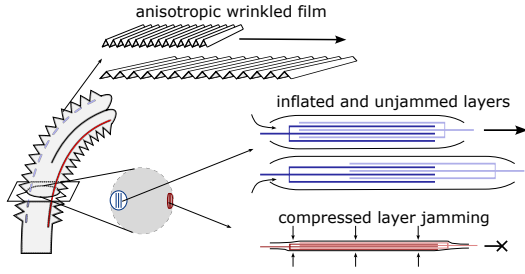 anisotropic wrinkled film
inflated and unjammed layers
compressed layer jamming